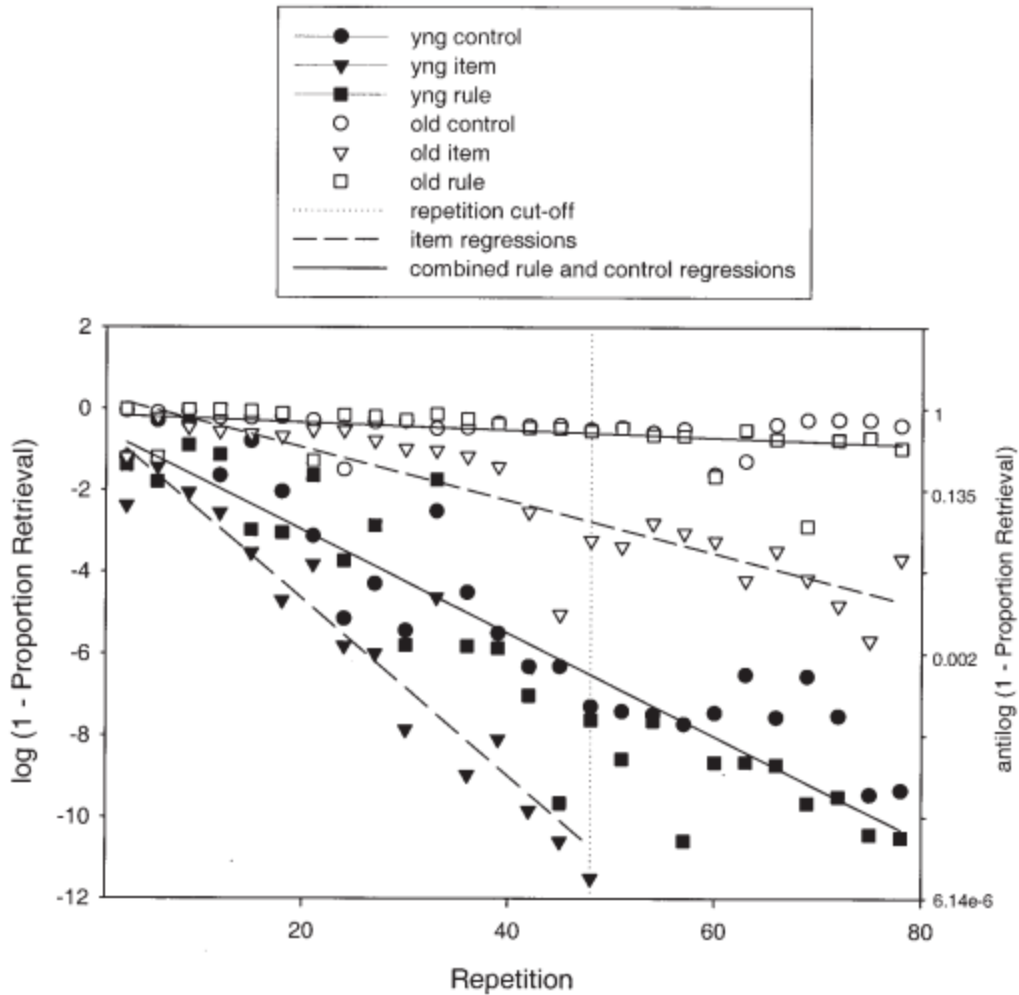 yng control
yng item
yng rule
old control
old item
old rule
repetition cut-off
item regressions
combined rule and control regressions
2
0
-2
-4
-6
-8
-10
-12
log (1 - Proportion Retrieval)
1
0.135
0.002
6.14e-6
antilog (1 - Proportion Retrieval)
20
40
60
80
Repetition